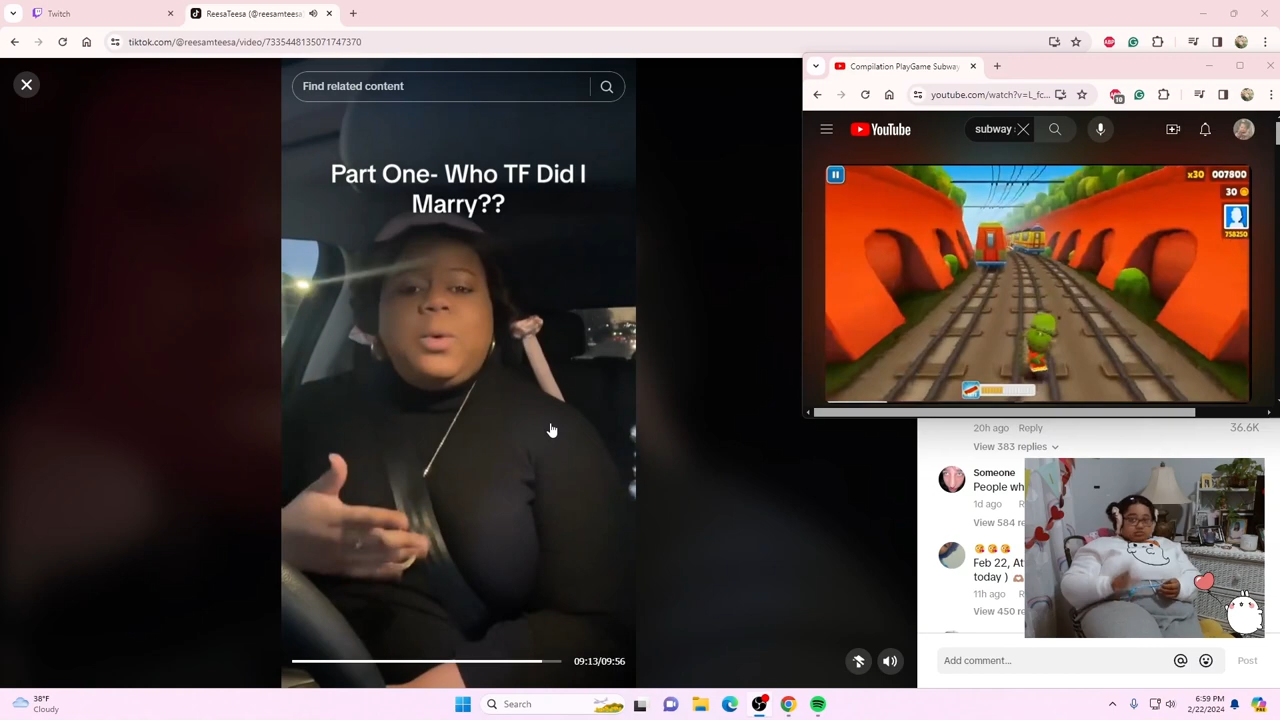 Twitch
ReesaTeesa (@reesamteesa
tiktok.com/@reesamteesa/video/7335448135071747370
Find related content
Part One- Who TF Did I
Marry??
09:13/09:56
Compilation PlayGame Subway
youtube.com/watch?v=L_fc...
10
YouTube
subway
x30 007800
30
758250
20h ago Reply
36.6K
View 383 replies
Someone
People wh
1d ago R
View 584 re
Feb 22, At
today )
11h ago R
View 450 re
Add comment...
Post
38°F
Cloudy
Search
6:59 PM
2/22/2024